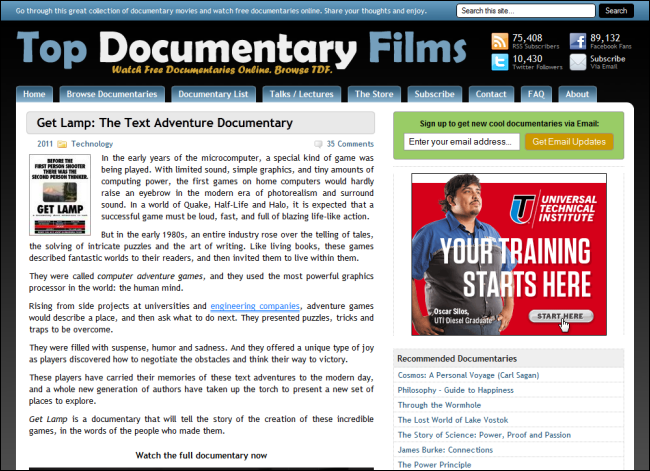 Go through this great collection of documentary movies and watch free documentaries online. Share your thoughts and enjoy.
Search this site...
Search
Top Documentary Films
Watch Free Documentaries Online. Browse TDF.
75,408
RSS Subscribers
89,132
Facebook Fans
10,430
Twitter Followers
Subscribe
Via Email
Home
Browse Documentaries
Documentary List
Talks / Lectures
The Store
Subscribe
Contact
FAQ
About
Get Lamp: The Text Adventure Documentary
2011
Technology
35 Comments
BEFORE THE
FIRST PERSON SHOOTER
THERE WAS THE
SECOND PERSON THINKER.
GET LAMP
In the early years of the microcomputer, a special kind of game was
being played. With limited sound, simple graphics, and tiny amounts of
computing power, the first games on home computers would hardly
raise an eyebrow in the modern era of photorealism and surround
sound. In a world of Quake, Half-Life and Halo, it is expected that a
successful game must be loud, fast, and full of blazing life-like action.
But in the early 1980s, an entire industry rose over the telling of tales,
the solving of intricate puzzles and the art of writing. Like living books, these games
described fantastic worlds to their readers, and then invited them to live within them.
They were called computer adventure games, and they used the most powerful graphics
processor in the world: the human mind.
Rising from side projects at universities and engineering companies, adventure games
would describe a place, and then ask what to do next. They presented puzzles, tricks and
traps to be overcome.
They were filled with suspense, humor and sadness. And they offered a unique type of joy
as players discovered how to negotiate the obstacles and think their way to victory.
These players have carried their memories of these text adventures to the modern day,
and a whole new generation of authors have taken up the torch to present a new set of
places to explore.
Get Lamp is a documentary that will tell the story of the creation of these incredible
games, in the words of the people who made them.
Watch the full documentary now
Sign up to get new cool documentaries via Email:
Enter your email address...
Get Email Updates
UNIVERSAL
TECHNICAL
INSTITUTE
YOUR TRAINING
STARTS HERE
Oscar Silos,
UTI Diesel Graduate
START HERE
Recommended Documentaries
Cosmos: A Personal Voyage (Carl Sagan)
Philosophy - Guide to Happiness
Through the Wormhole
The Lost World of Lake Vostok
The Story of Science: Power, Proof and Passion
James Burke: Connections
The Power Principle